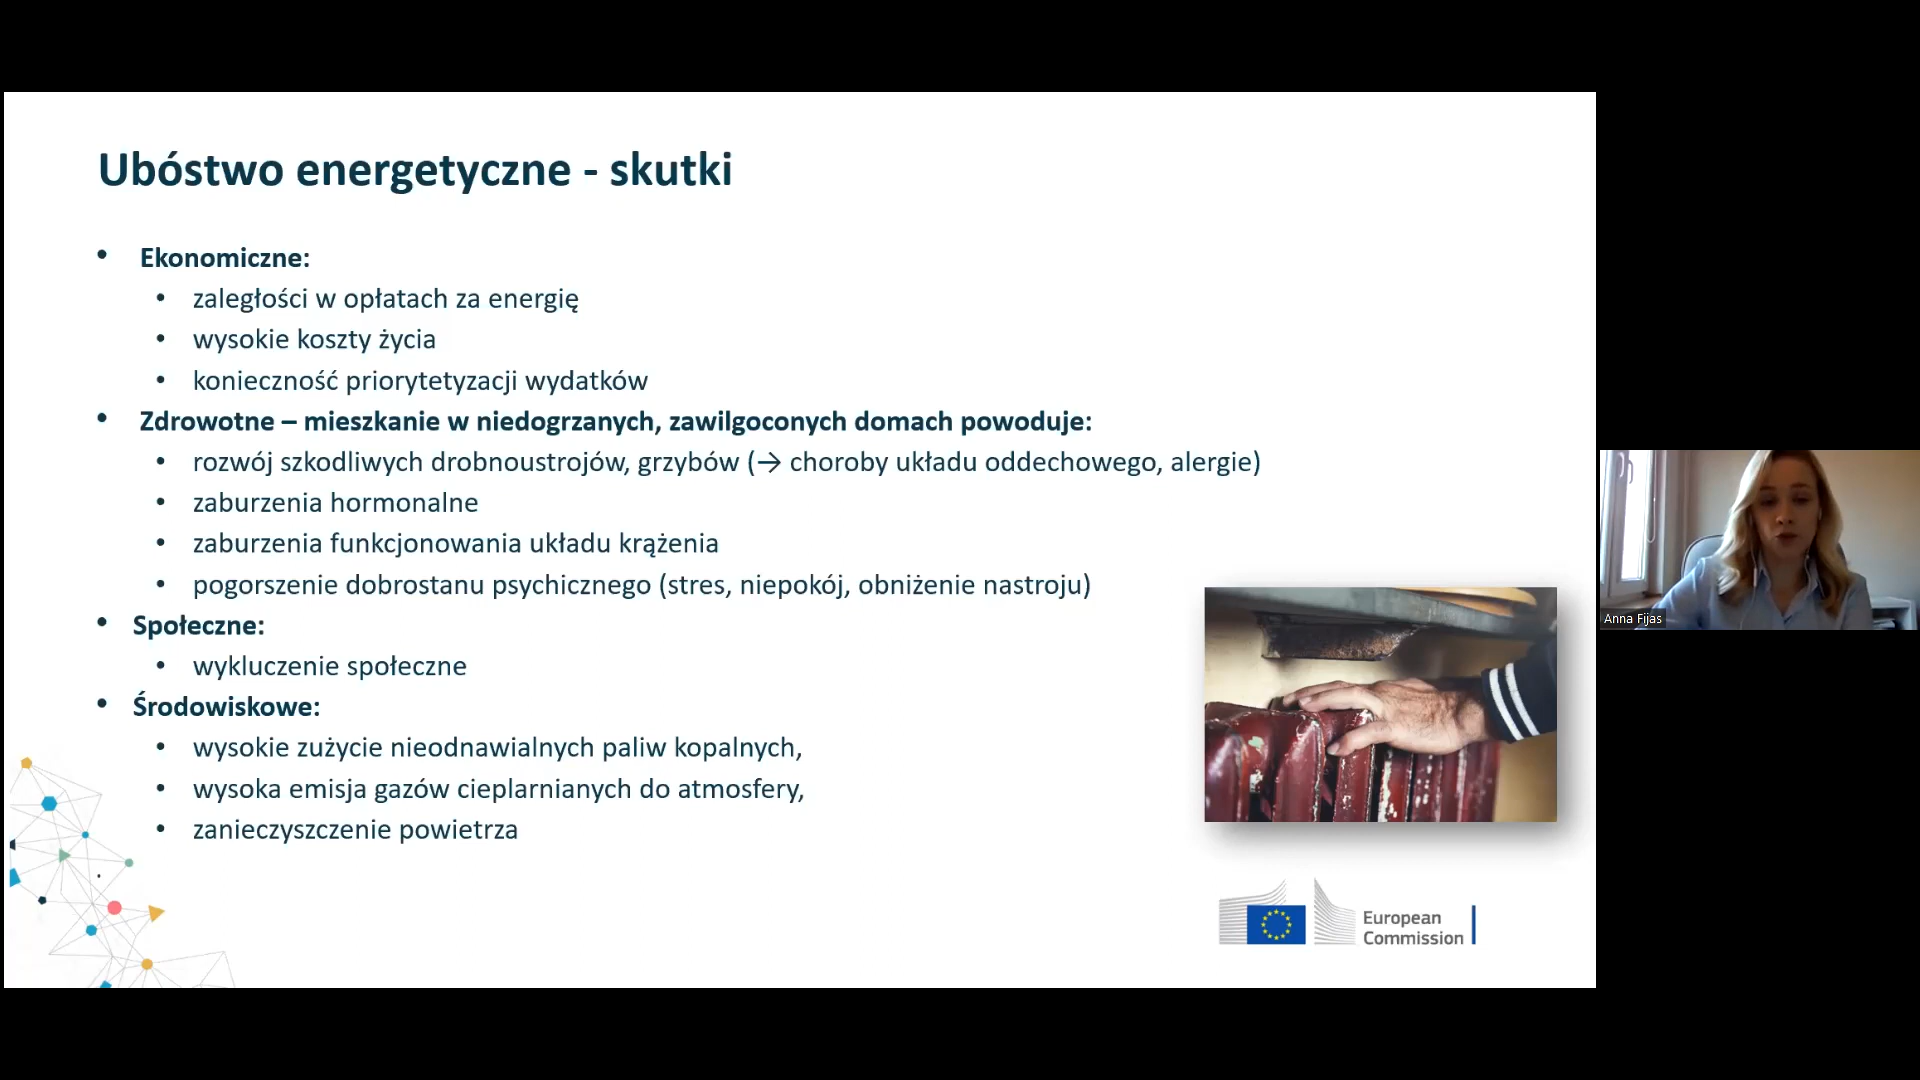 Ubóstwo energetyczne - skutki
• Ekonomiczne:
• zaległości w opłatach za energię
• wysokie koszty życia
• konieczność priorytetyzacji wydatków
• Zdrowotne – mieszkanie w niedogrzanych, zawilgoconych domach powoduje:
• rozwój szkodliwych drobnoustrojów, grzybów (→ choroby układu oddechowego, alergie)
• zaburzenia hormonalne
• zaburzenia funkcjonowania układu krążenia
• pogorszenie dobrostanu psychicznego (stres, niepokój, obniżenie nastroju)
• Społeczne:
• wykluczenie społeczne
• Środowiskowe:
• wysokie zużycie nieodnawialnych paliw kopalnych,
• wysoka emisja gazów cieplarnianych do atmosfery,
• zanieczyszczenie powietrza
European
Commission
Anna Fijas